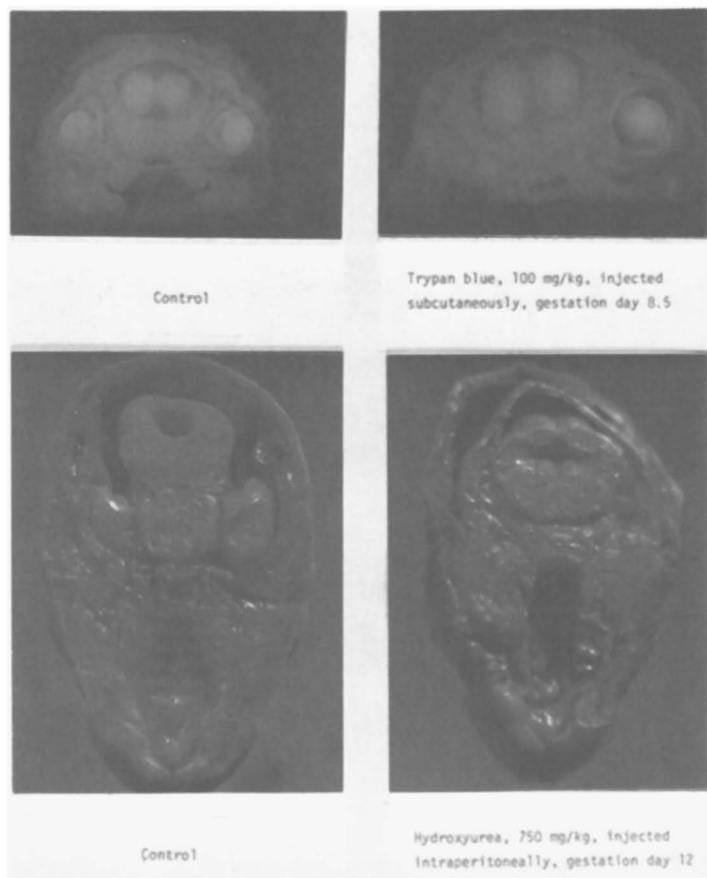 Control
Trypan blue, 100 mg/kg, injected
subcutaneously, gestation day 8.5
Control
Hydroxyurea, 750 mg/kg, injected
intraperitoneally, gestation day 12